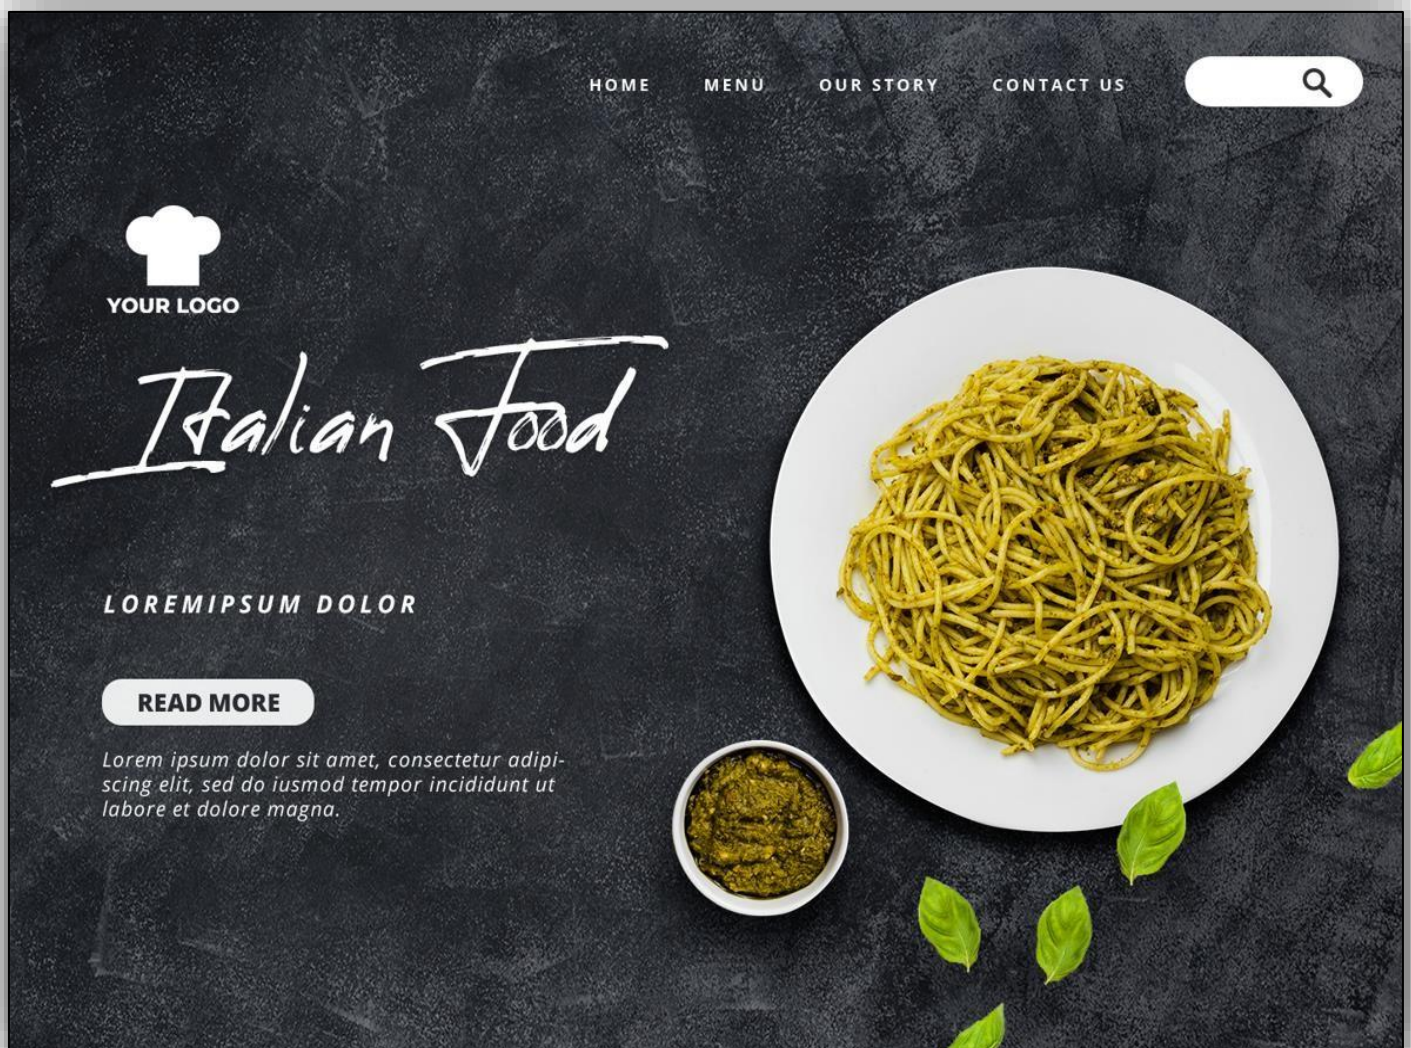 HOME MENU OUR STORY CONTACT US
YOUR LOGO
Italian Food
LOREMIPSUM DOLOR
READ MORE
Lorem ipsum dolor sit amet, consectetur adipi-
scing elit, sed do iusmod tempor incididunt ut
labore et dolore magna.